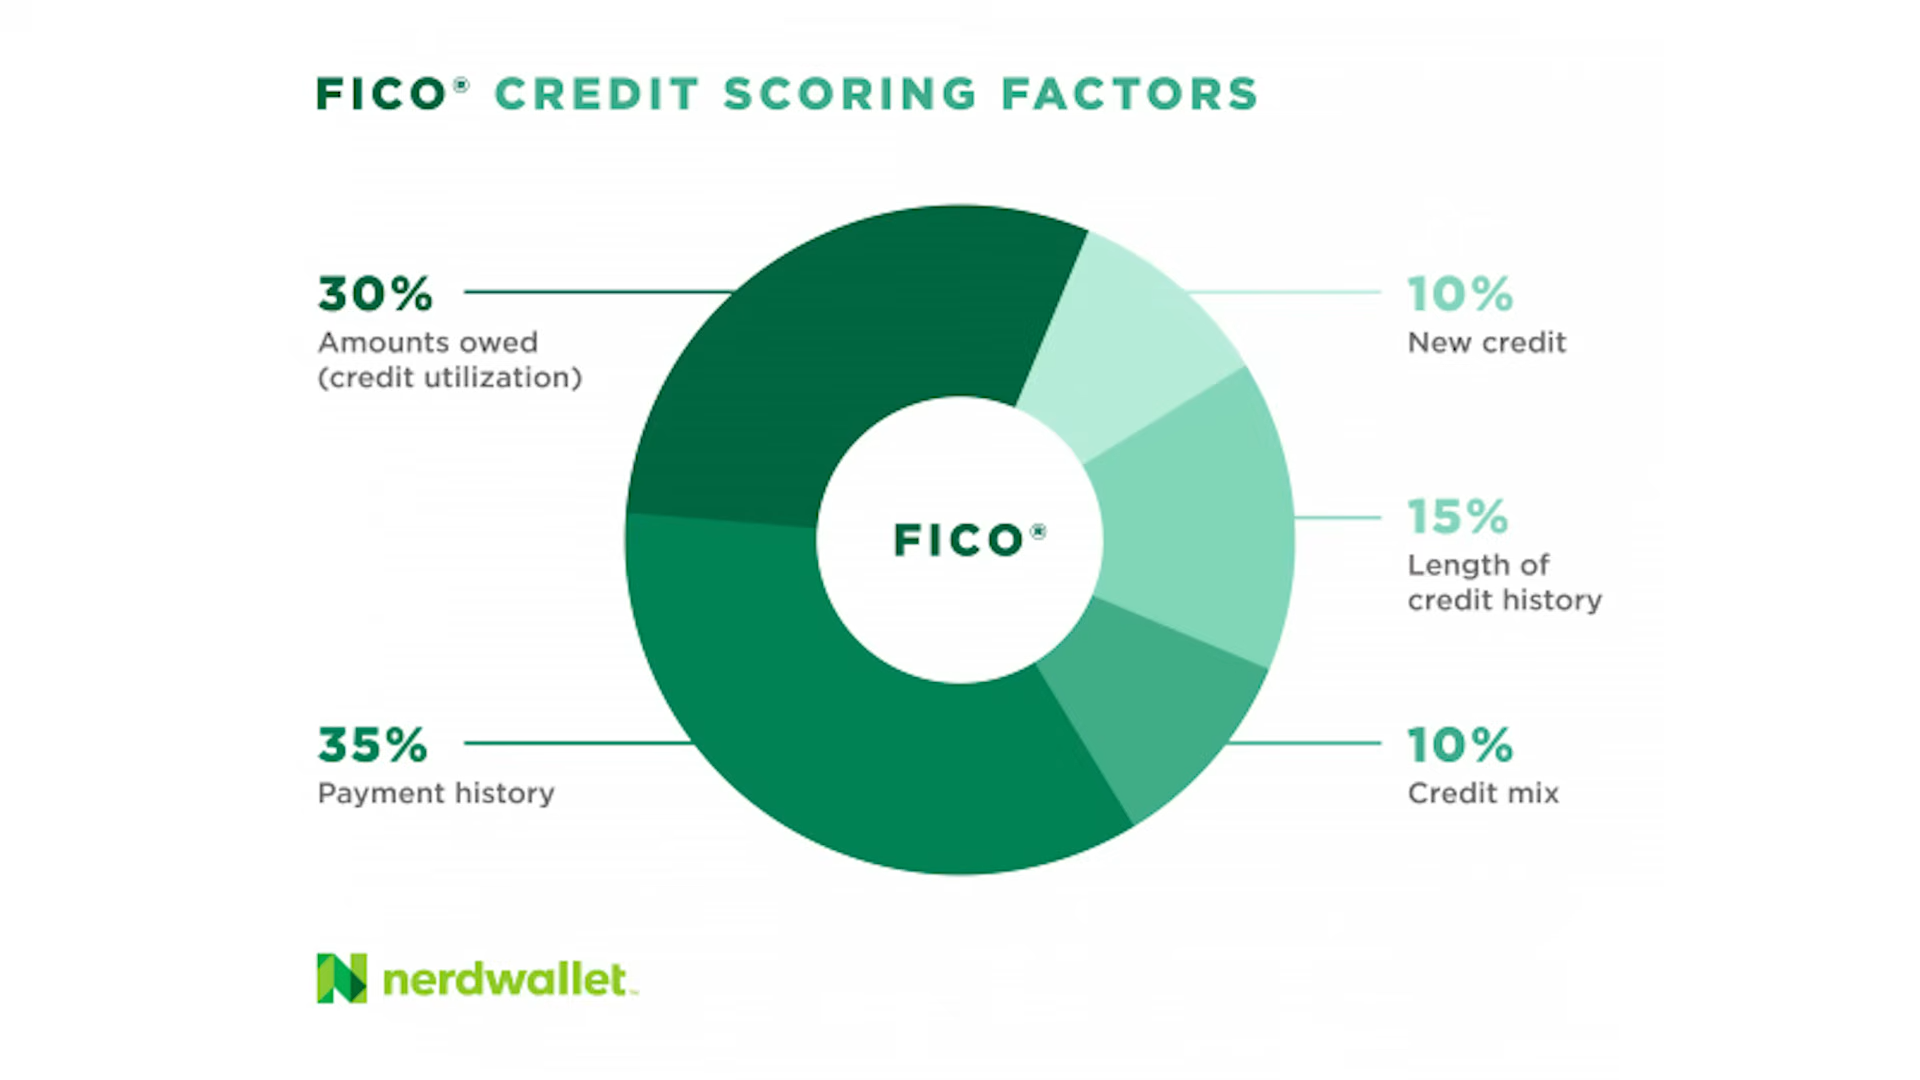 FICO® CREDIT SCORING FACTORS
30%
Amounts owed
(credit utilization)
35%
Payment history
FICO®
10%
New credit
15%
Length of
credit history
10%
Credit mix
nerdwallet™